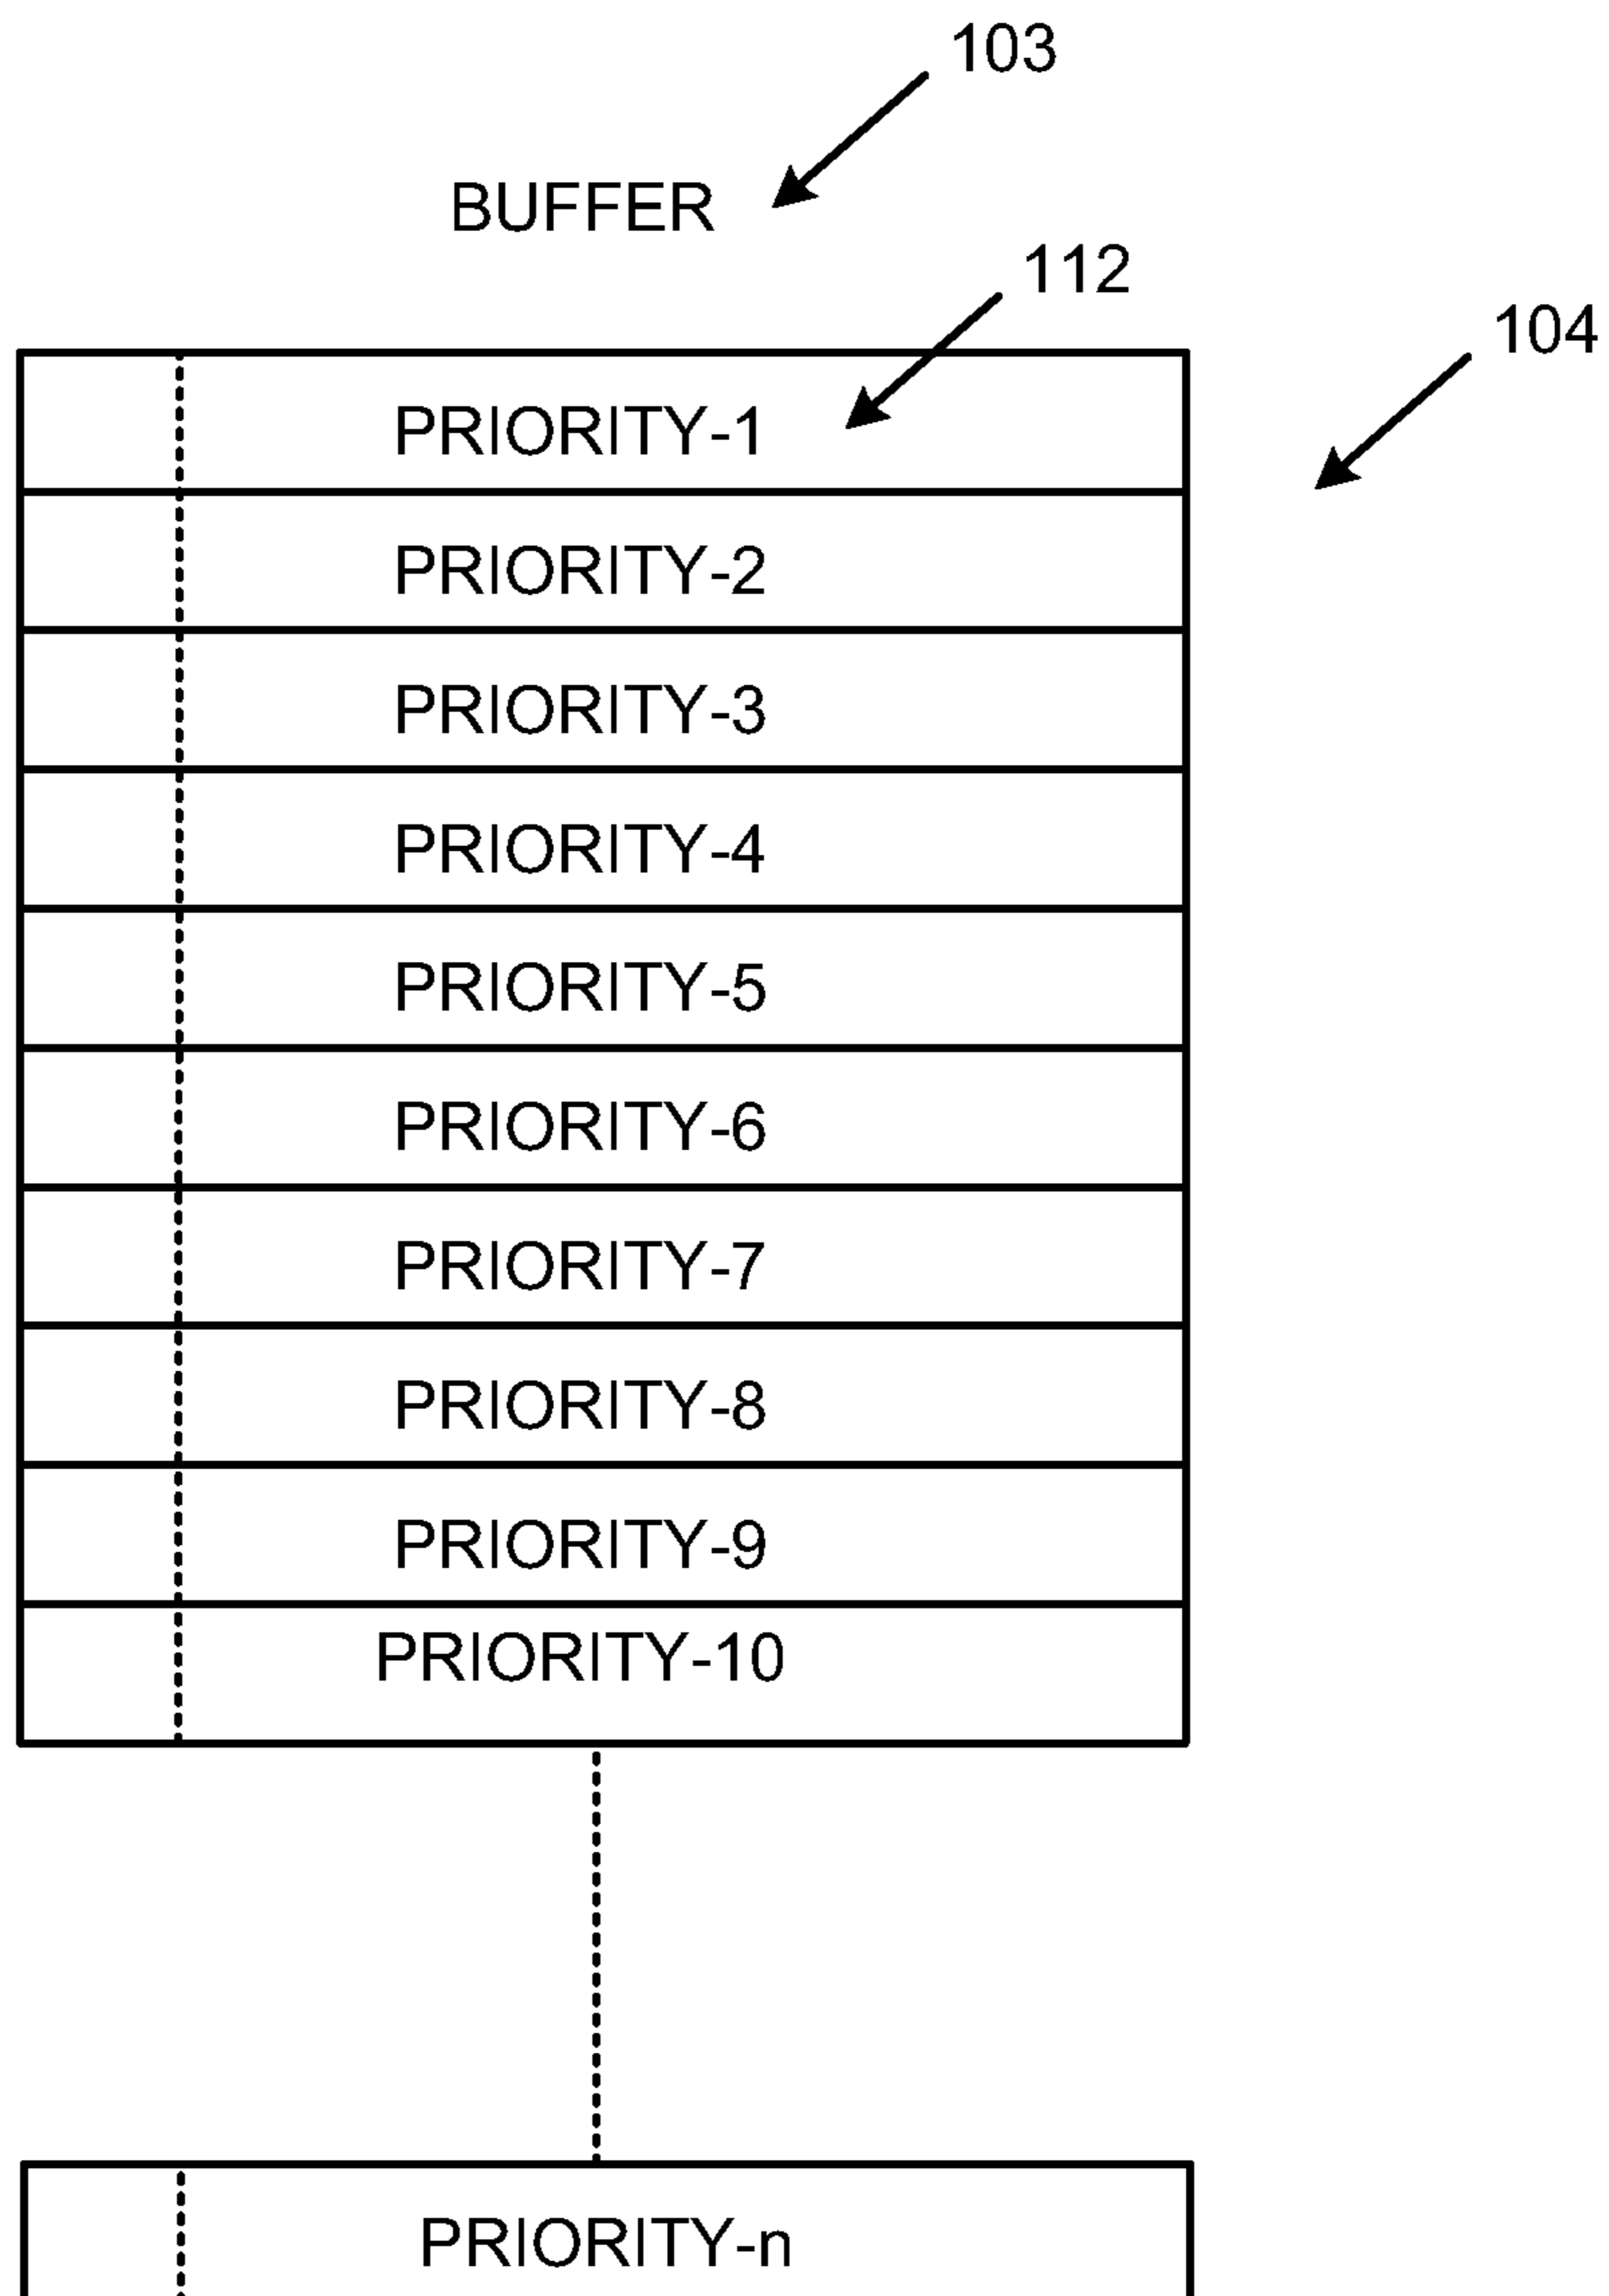 103
BUFFER
112
104
PRIORITY-1
PRIORITY-2
PRIORITY-3
PRIORITY-4
PRIORITY-5
PRIORITY-6
PRIORITY-7
PRIORITY-8
PRIORITY-9
PRIORITY-10
PRIORITY-n